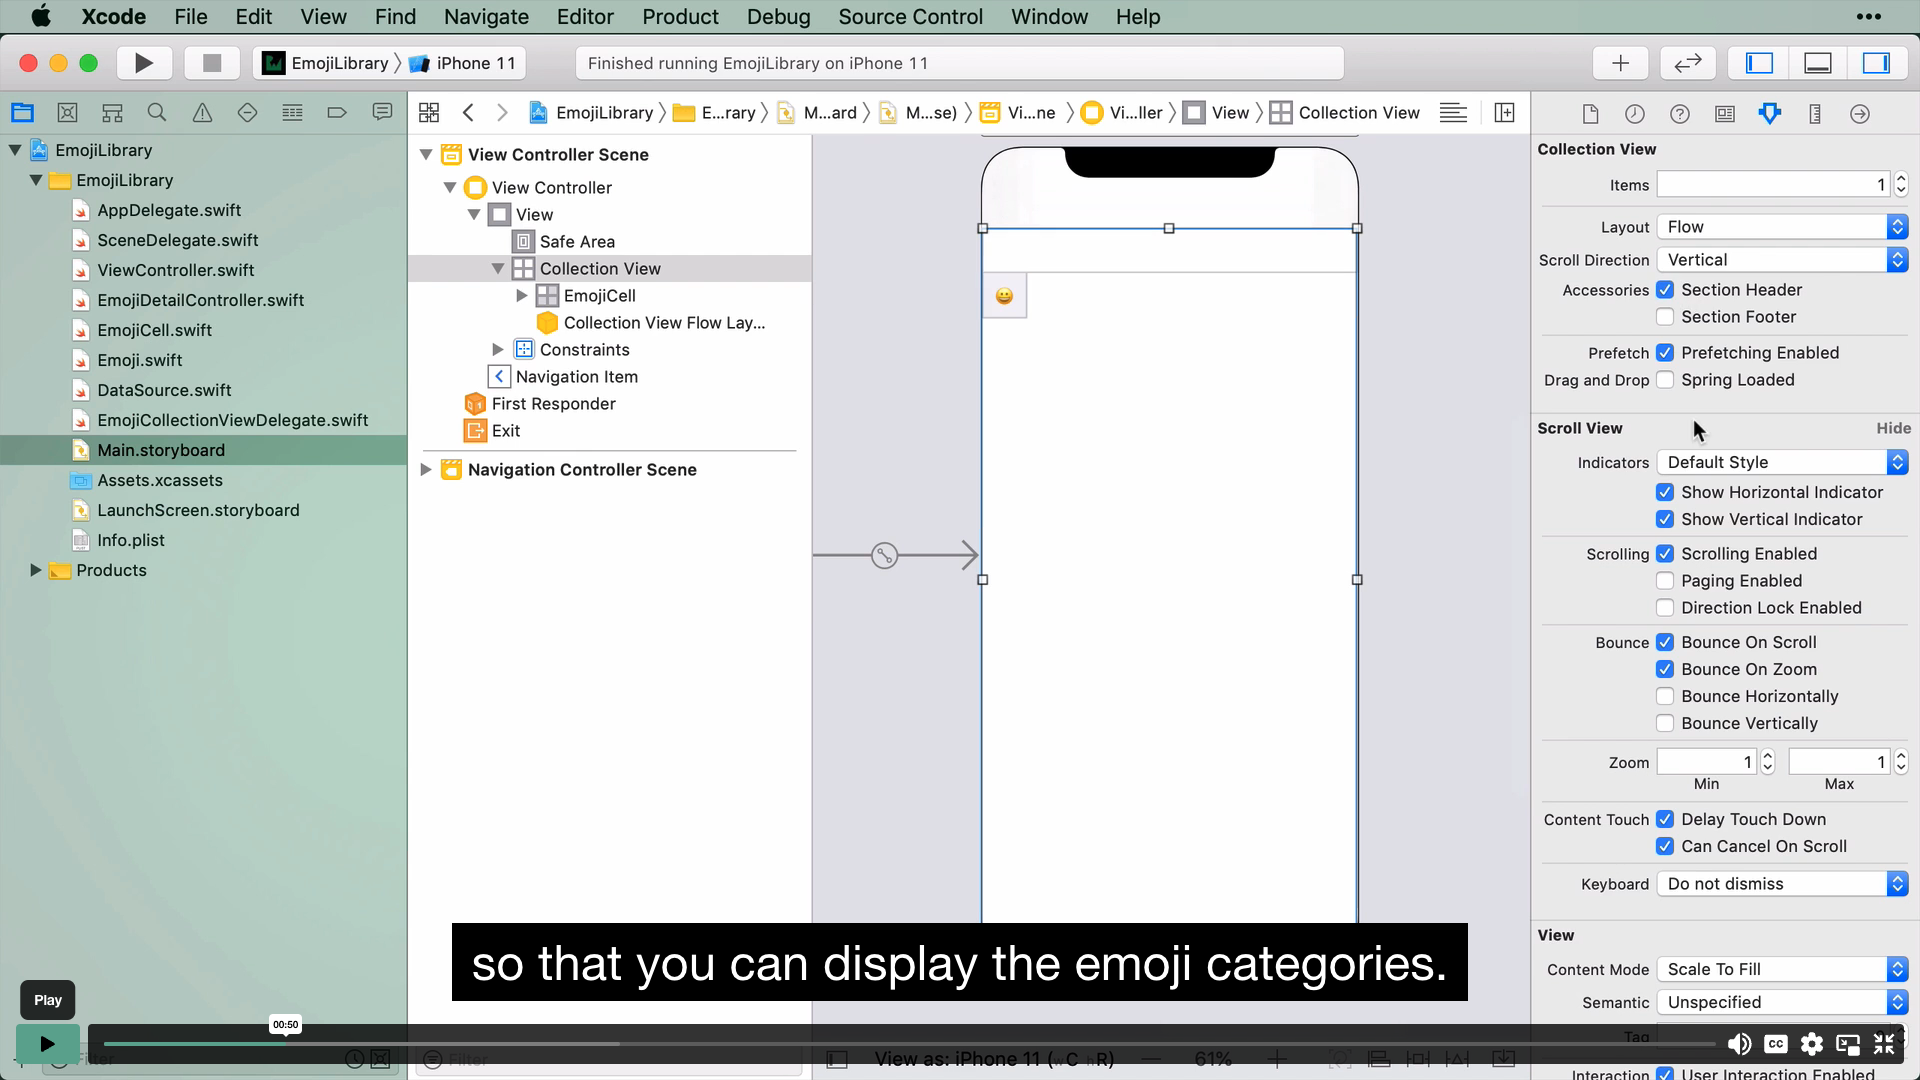 Xcode File Edit View Find Navigate Editor Product Debug Source Control Window Help
EmojiLibrary iPhone 11
Finished running EmojiLibrary on iPhone 11
EmojiLibrary E...rary M...ard M...se) Vi...ne Vi...ller View Collection View
EmojiLibrary
EmojiLibrary
AppDelegate.swift
SceneDelegate.swift
ViewController.swift
EmojiDetailController.swift
EmojiCell.swift
Emoji.swift
DataSource.swift
EmojiCollectionViewDelegate.swift
Main.storyboard
Assets.xcassets
LaunchScreen.storyboard
Info.plist
Products
View Controller Scene
View Controller
View
Safe Area
Collection View
EmojiCell
Collection View Flow Lay...
Constraints
Navigation Item
First Responder
Exit
Navigation Controller Scene
Collection View
Items 1
Layout Flow
Scroll Direction Vertical
Accessories Section Header
Section Footer
Prefetch Prefetching Enabled
Drag and Drop Spring Loaded
Scroll View Hide
Indicators Default Style
Show Horizontal Indicator
Show Vertical Indicator
Scrolling Scrolling Enabled
Paging Enabled
Direction Lock Enabled
Bounce Bounce On Scroll
Bounce On Zoom
Bounce Horizontally
Bounce Vertically
Zoom 1 1
Min Max
Content Touch Delay Touch Down
Can Cancel On Scroll
Keyboard Do not dismiss
View
Content Mode Scale To Fill
Semantic Unspecified
Tag
Interaction User Interaction Enabled
so that you can display the emoji categories.
Play
00:50
CC
Filter
Filter
View as: iPhone 11 (wC hR) 61%